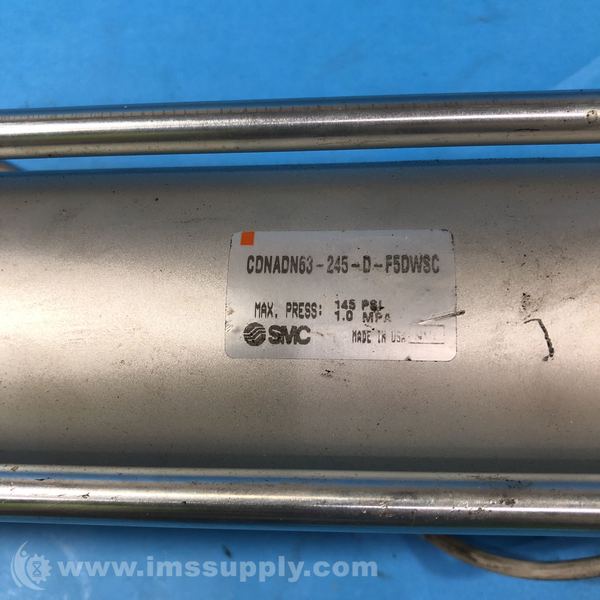 CDNADN63-245-D-F5DWSC
MAX. PRESS: 145 PSI
1.0 MPA
SMC MADE IN USA
www.imssupply.com